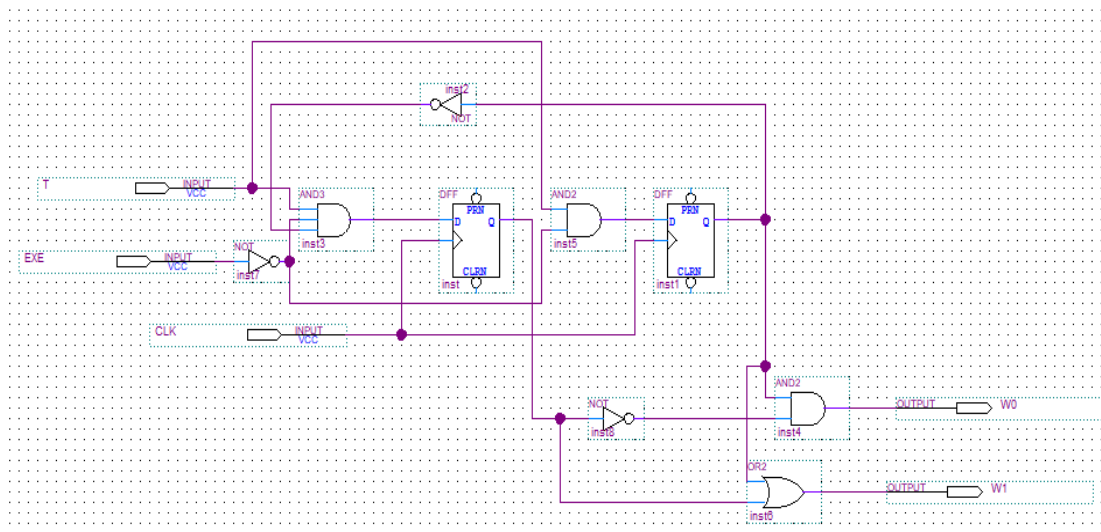 inst2
NOT
T
INPUT
VCC
AND3
inst3
DFF
PRN
D
Q
CLRN
inst
AND2
inst5
DFF
PRN
D
Q
CLRN
inst1
EXE
INPUT
VCC
NOT
inst7
CLK
INPUT
VCC
NOT
inst8
AND2
inst4
OUTPUT
W0
OR2
inst6
OUTPUT
W1